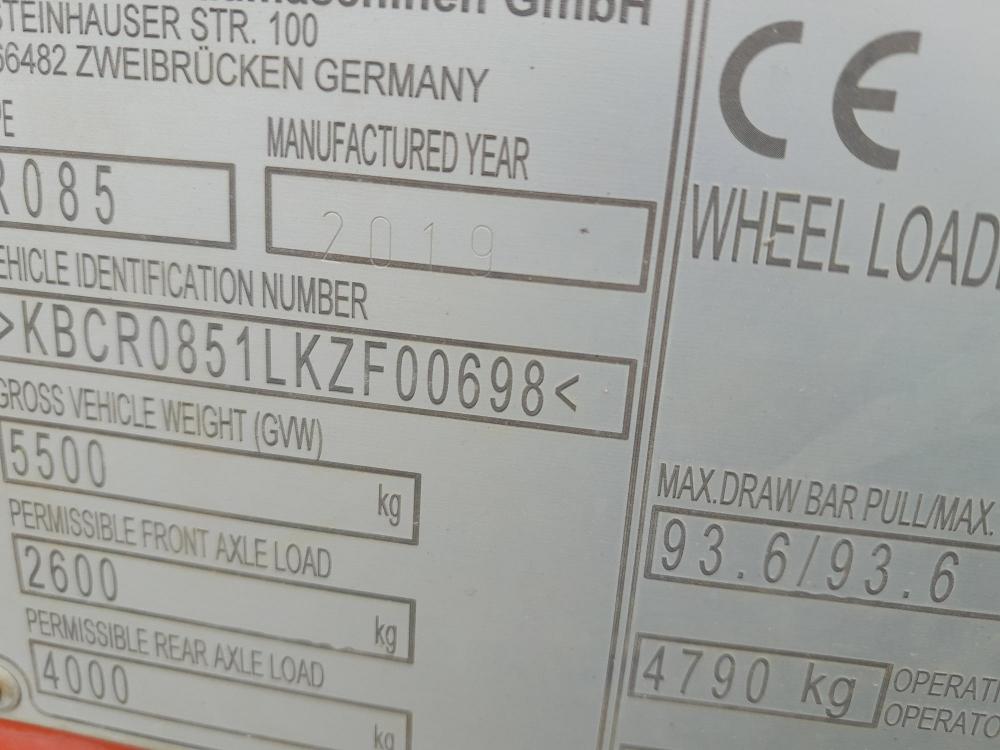 GmbH
STEINHAUSER STR. 100
66482 ZWEIBRÜCKEN GERMANY
CE
MANUFACTURED YEAR
R085
2019
WHEEL
VEHICLE IDENTIFICATION NUMBER
>KBCR0851LKZF00698<
GROSS VEHICLE WEIGHT (GVW)
5500 kg
PERMISSIBLE FRONT AXLE LOAD
2600 kg
PERMISSIBLE REAR AXLE LOAD
4000 kg
MAX.DRAW BAR PULL/MAX.
93.6/93.6
4790 kg